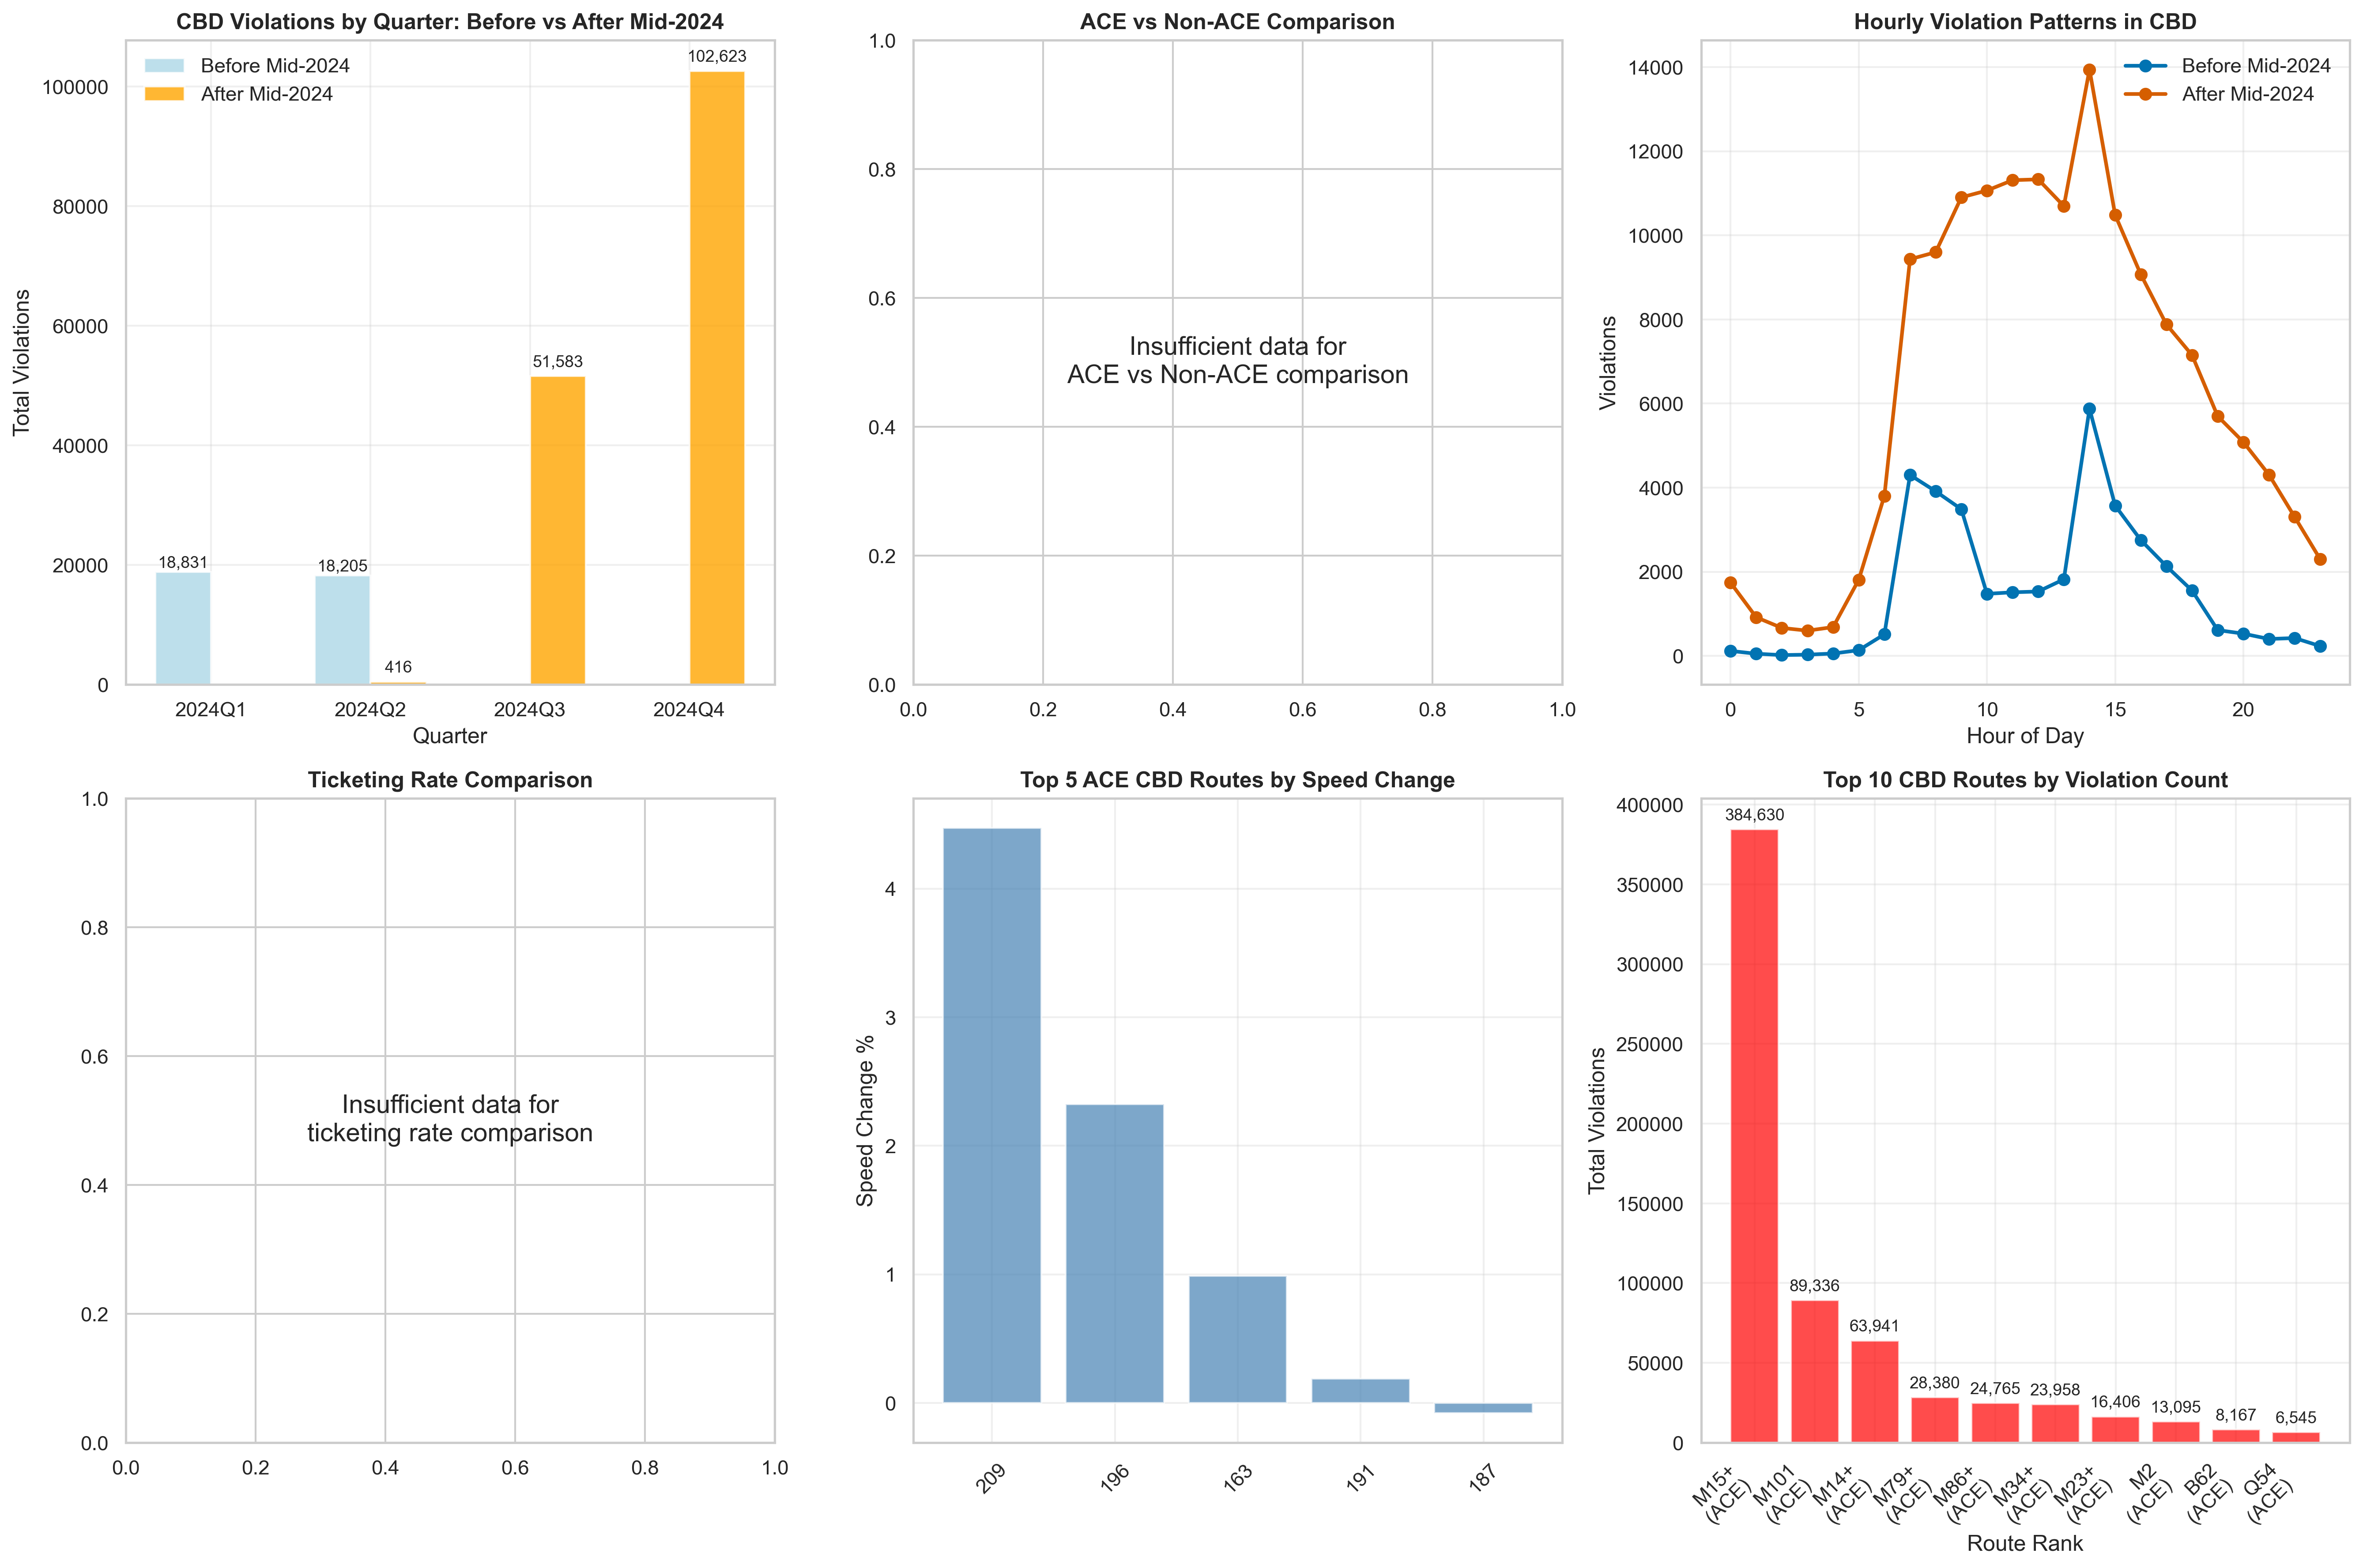 CBD Violations by Quarter: Before vs After Mid-2024
Before Mid-2024
After Mid-2024
Total Violations
100000
80000
60000
40000
20000
0
18,831
18,205
416
51,583
102,623
2024Q1
2024Q2
2024Q3
2024Q4
Quarter
ACE vs Non-ACE Comparison
1.0
0.8
0.6
0.4
0.2
0.0
Insufficient data for
ACE vs Non-ACE comparison
0.0
0.2
0.4
0.6
0.8
1.0
Hourly Violation Patterns in CBD
Before Mid-2024
After Mid-2024
Violations
14000
12000
10000
8000
6000
4000
2000
0
0
5
10
15
20
Hour of Day
Ticketing Rate Comparison
1.0
0.8
0.6
0.4
0.2
0.0
Insufficient data for
ticketing rate comparison
0.0
0.2
0.4
0.6
0.8
1.0
Top 5 ACE CBD Routes by Speed Change
Speed Change %
4
3
2
1
0
209
196
163
191
187
Top 10 CBD Routes by Violation Count
Total Violations
400000
350000
300000
250000
200000
150000
100000
50000
0
384,630
89,336
63,941
28,380
24,765
23,958
16,406
13,095
8,167
6,545
M15+
(ACE)
M101
(ACE)
M14+
(ACE)
M79+
(ACE)
M86+
(ACE)
M34+
(ACE)
M23+
(ACE)
M2
(ACE)
B62
(ACE)
Q54
(ACE)
Route Rank